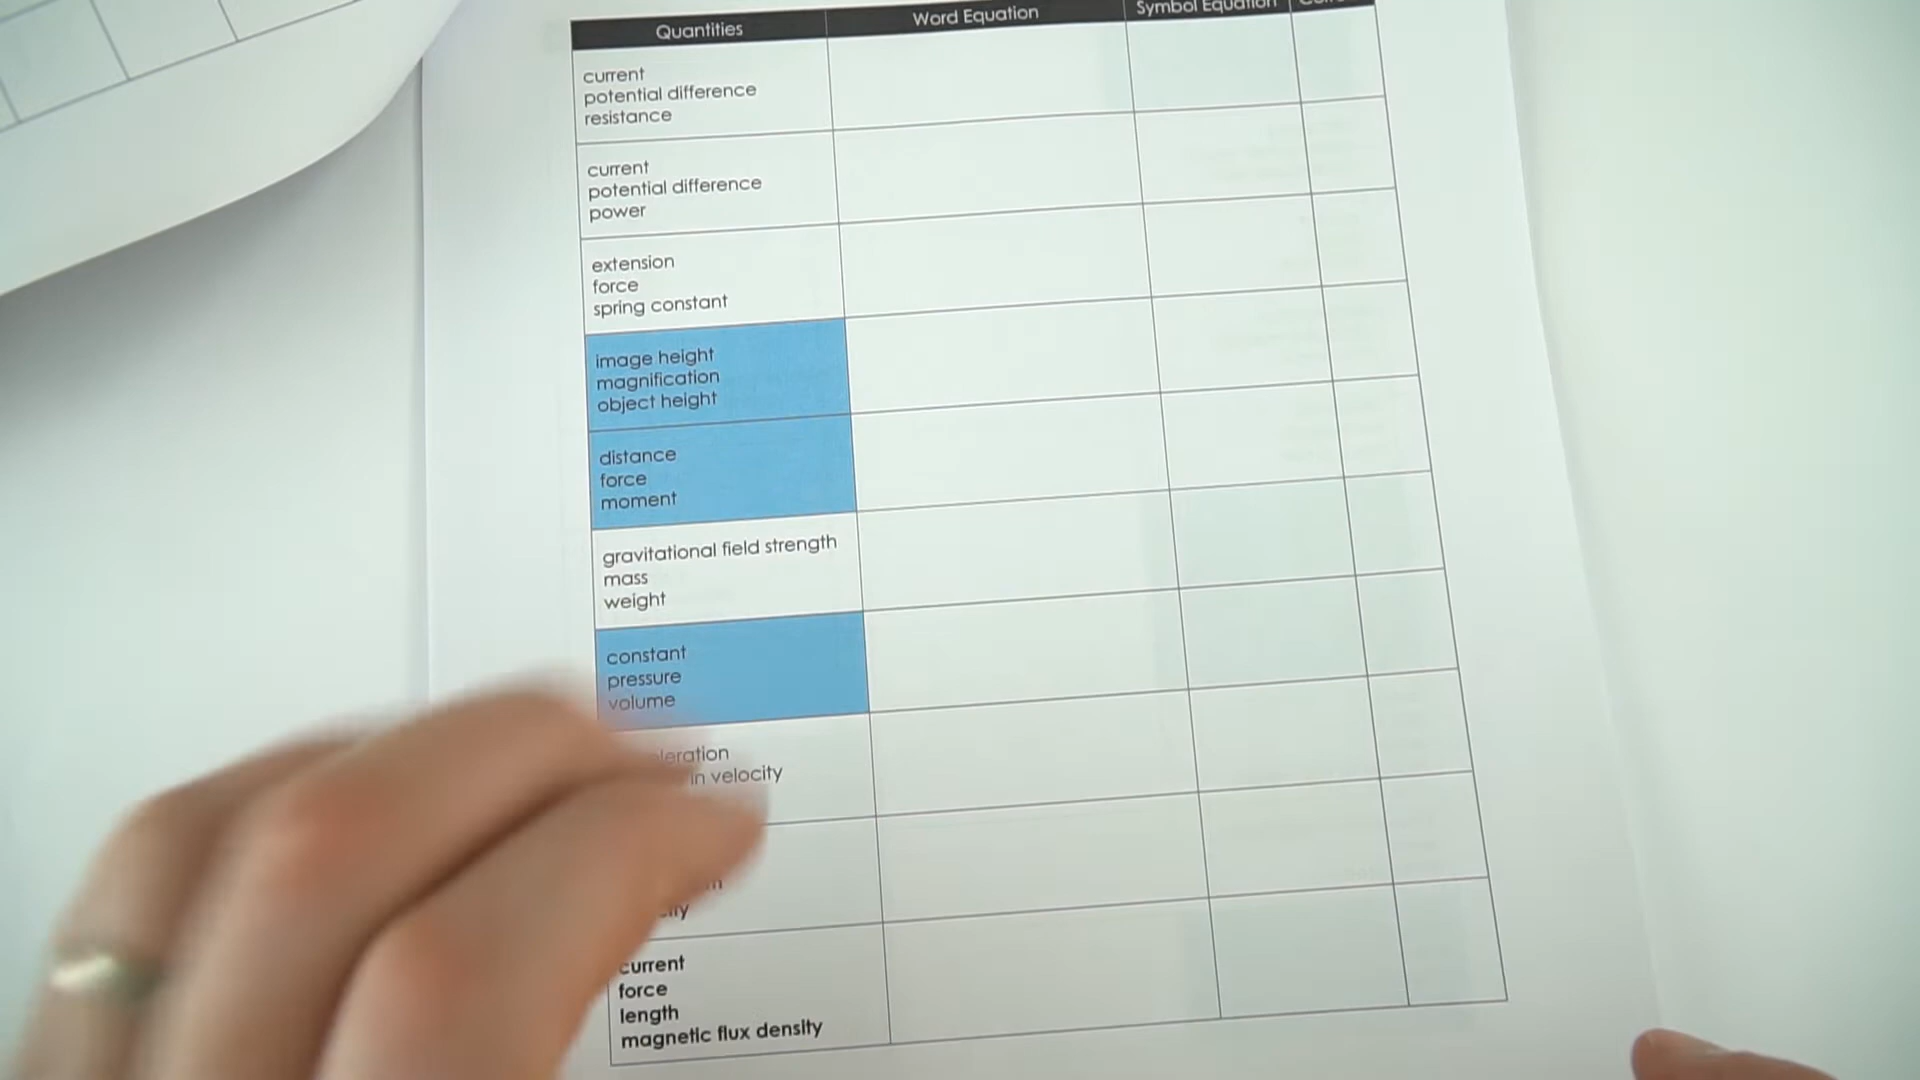 Quantities
Word Equation
Symbol Equation
current
potential difference
resistance
current
potential difference
power
extension
force
spring constant
image height
magnification
object height
distance
force
moment
gravitational field strength
mass
weight
constant
pressure
volume
in velocity
current
force
length
magnetic flux density